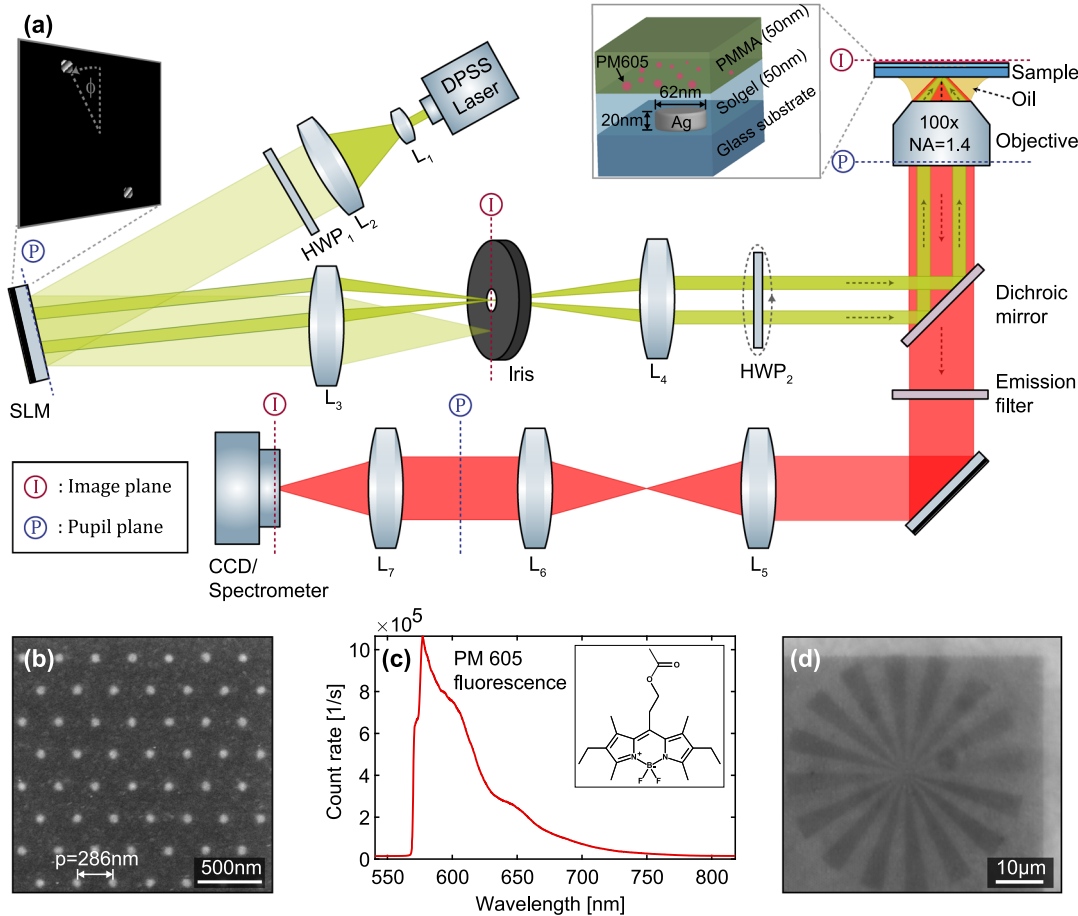 (a)
ϕ
DPSS
Laser
L1
L2
HWP1
P
SLM
L3
I
Iris
L4
HWP2
PM605
62nm
20nm
Ag
PMMA (50nm)
Solgel (50nm)
Glass substrate
I
Sample
Oil
100x
NA=1.4
Objective
P
Dichroic
mirror
Emission
filter
I : Image plane
P : Pupil plane
I
P
CCD/
Spectrometer
L7
L6
L5
(b)
p=286nm
500nm
(c)
×10^5
PM 605
fluorescence
Count rate [1/s]
10
8
6
4
2
0
550 600 650 700 750 800
Wavelength [nm]
O
O
N+
N
B-
F F
(d)
10μm